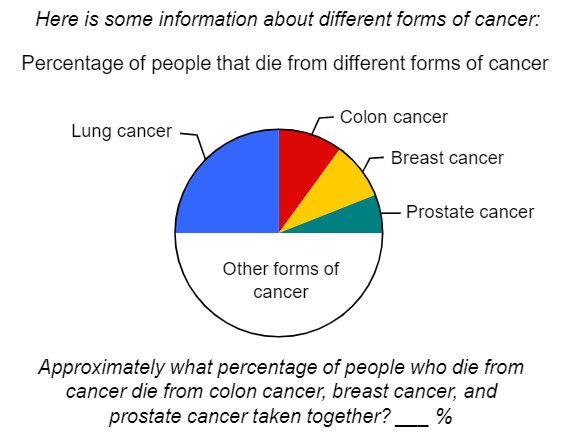 Here is some information about different forms of cancer:
Percentage of people that die from different forms of cancer
Colon cancer
Lung cancer
Breast cancer
Prostate cancer
Other forms of
cancer
Approximately what percentage of people who die from
cancer die from colon cancer, breast cancer, and
prostate cancer taken together? ___ %